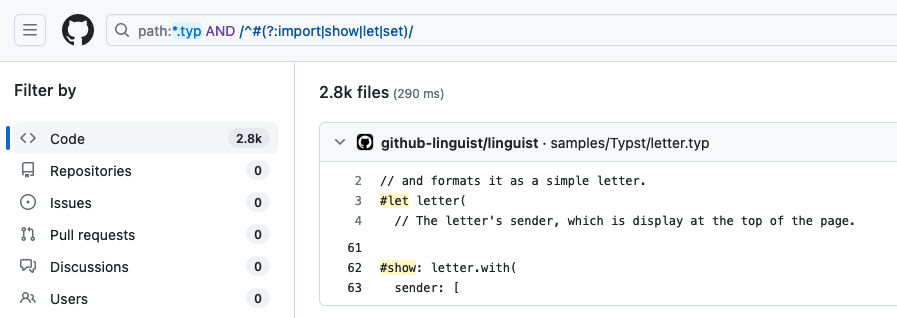 path:*.typ AND /^#(?:import|show|let|set)/
Filter by
Code 2.8k
Repositories 0
Issues 0
Pull requests 0
Discussions 0
Users 0
2.8k files (290 ms)
github-linguist/linguist · samples/Typst/letter.typ
2 // and formats it as a simple letter.
3 #let letter(
4 // The letter's sender, which is display at the top of the page.
61
62 #show: letter.with(
63 sender: [